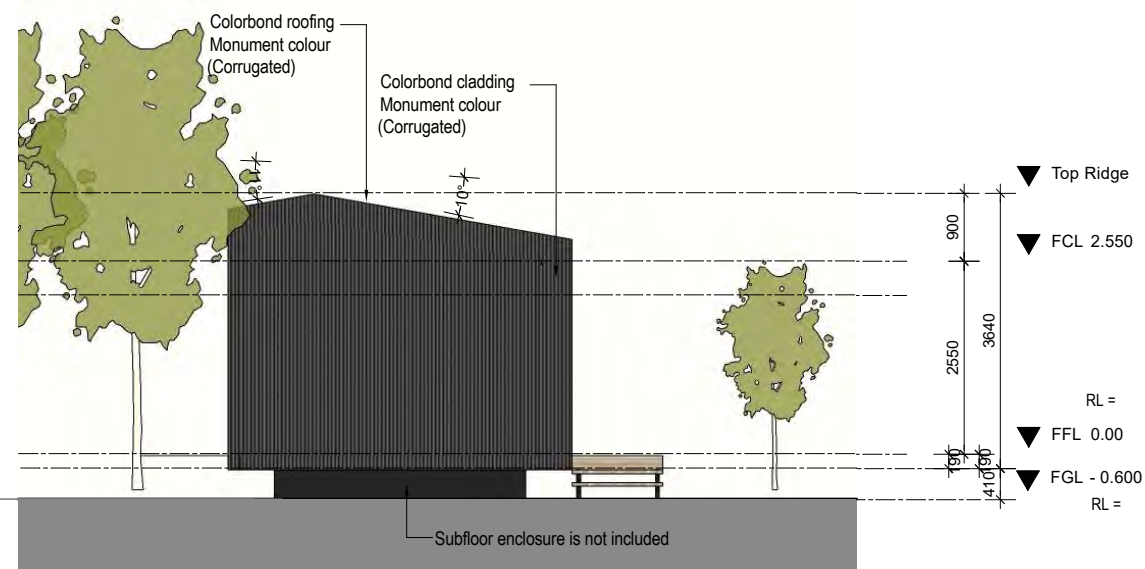 Colorbond roofing
Monument colour
(Corrugated)
Colorbond cladding
Monument colour
(Corrugated)
11°
10°
Top Ridge
900
FCL 2.550
3640
2550
RL =
FFL 0.00
190
190
FGL - 0.600
410
RL =
Subfloor enclosure is not included